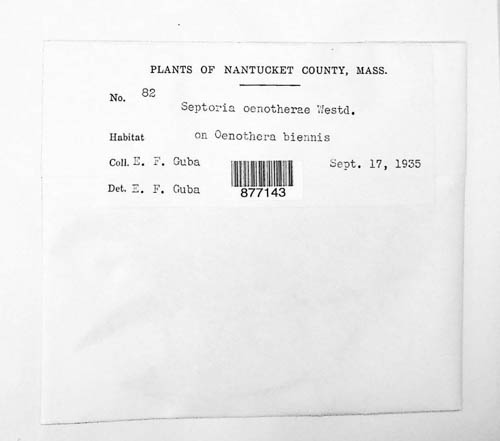 PLANTS OF NANTUCKET COUNTY, MASS.
No. 82
Septoria oenotherae Westd.
Habitat on Oenothera biennis
Coll. E. F. Guba Sept. 17, 1935
Det. E. F. Guba
877143